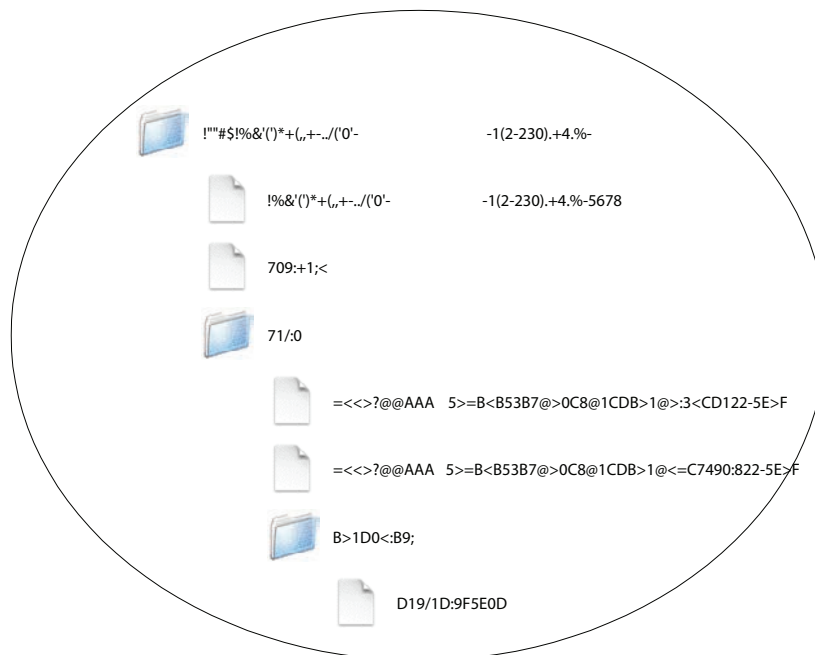 !""#$!%&'(')*+(,,+-../('0'- -1(2-230).+4.%-
!%&'(')*+(,,+-../('0'- -1(2-230).+4.%-5678
709:+1;<
71/:0
=<<>?@@AAA 5>=B<B53B7@>0C8@1CDB>1@>:3<CD122-5E>F
=<<>?@@AAA 5>=B<B53B7@>0C8@1CDB>1@<=C7490:822-5E>F
B>1D0<:B9;
D19/1D:9F5E0D